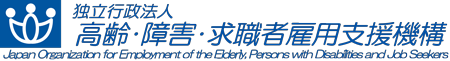 独立行政法人
高齢・障害・求職者雇用支援機構
Japan Organization for Employment of the Elderly, Persons with Disabilities and Job Seekers